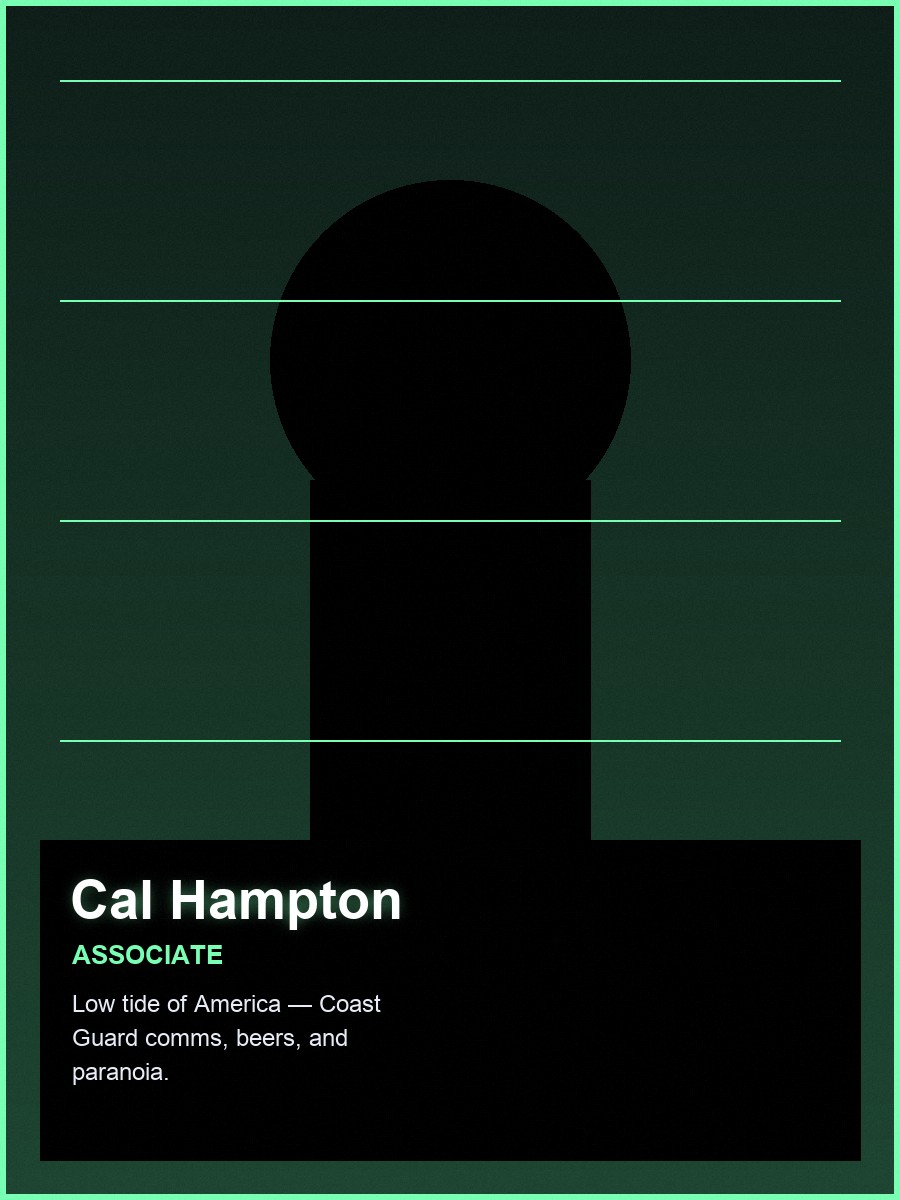 Cal Hampton
ASSOCIATE
Low tide of America — Coast
Guard comms, beers, and
paranoia.